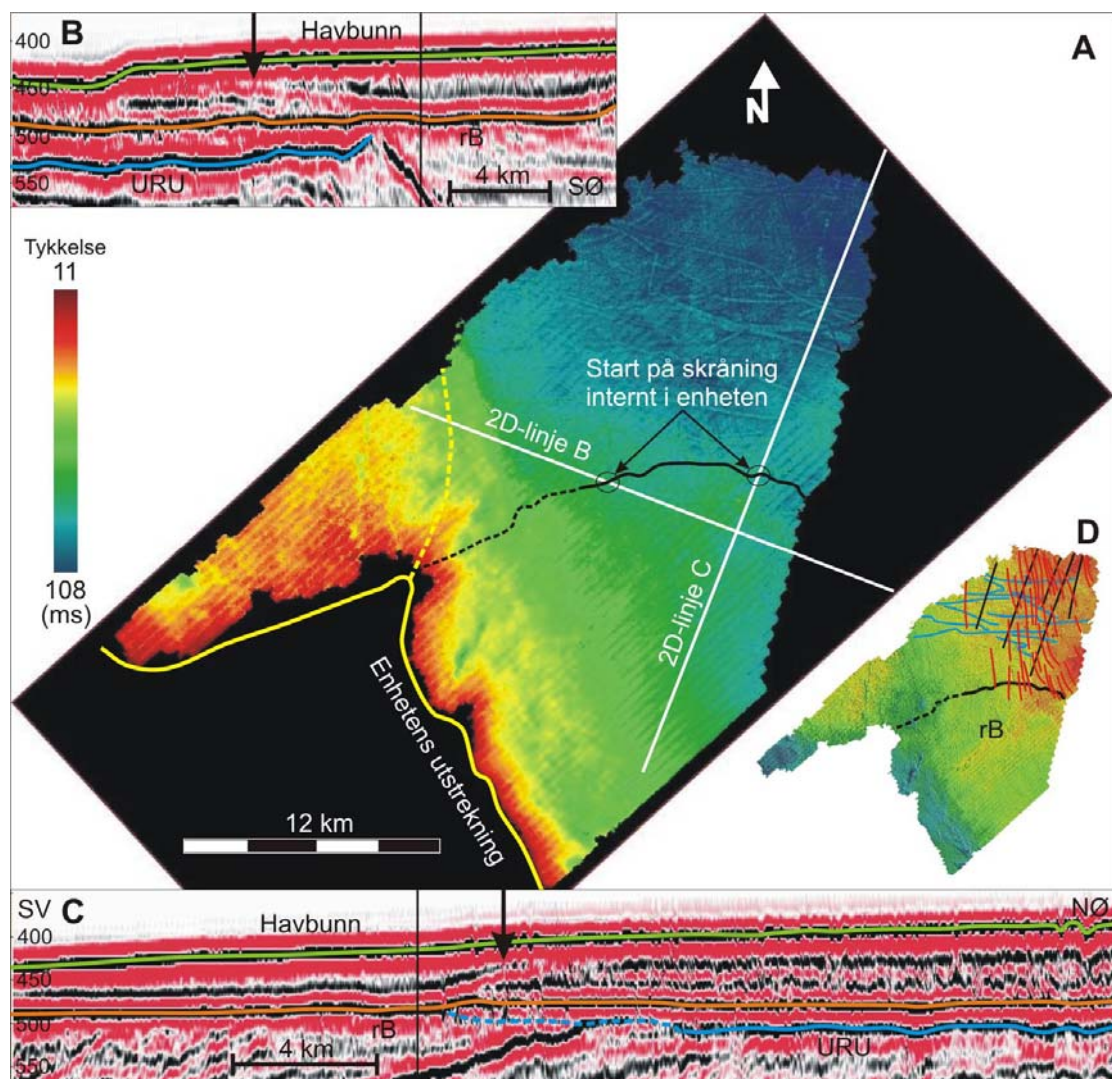 B
Havbunn
400
450
500
550
URU
rB
4 km
SØ
A
N
Tykkelse
11
108
(ms)
Start på skråning
internt i enheten
2D-linje B
2D-linje C
Enhetens utstrekning
12 km
D
rB
SV
C
Havbunn
NØ
400
450
500
550
rB
4 km
URU